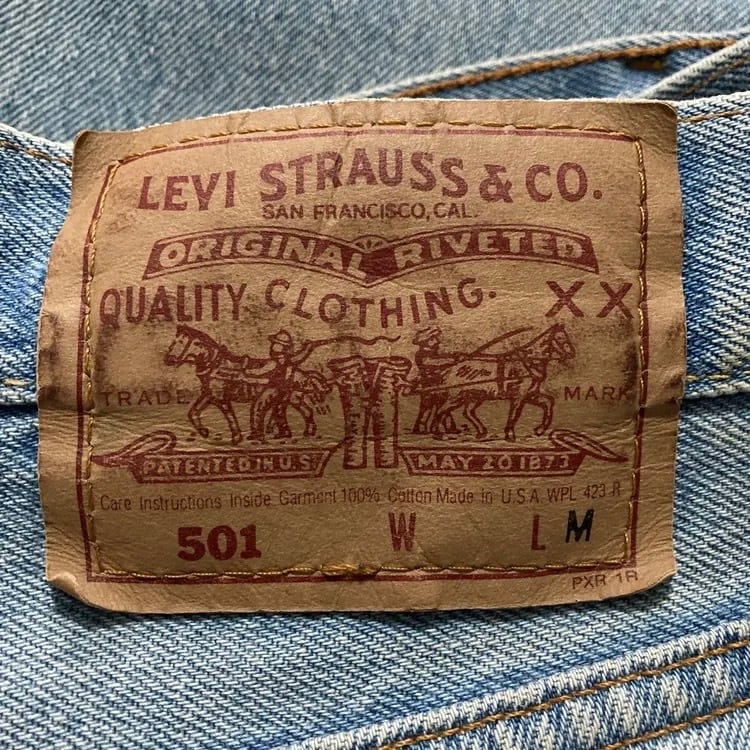 LEVI STRAUSS & CO.
SAN FRANCISCO, CAL.
ORIGINAL RIVETED
QUALITY CLOTHING. XX
TRADE MARK
PATENTED IN U.S. MAY 20 1873
Care Instructions Inside Garment 100% Cotton Made in U.S.A. WPL 423 R
501 W L M
PXR 1R